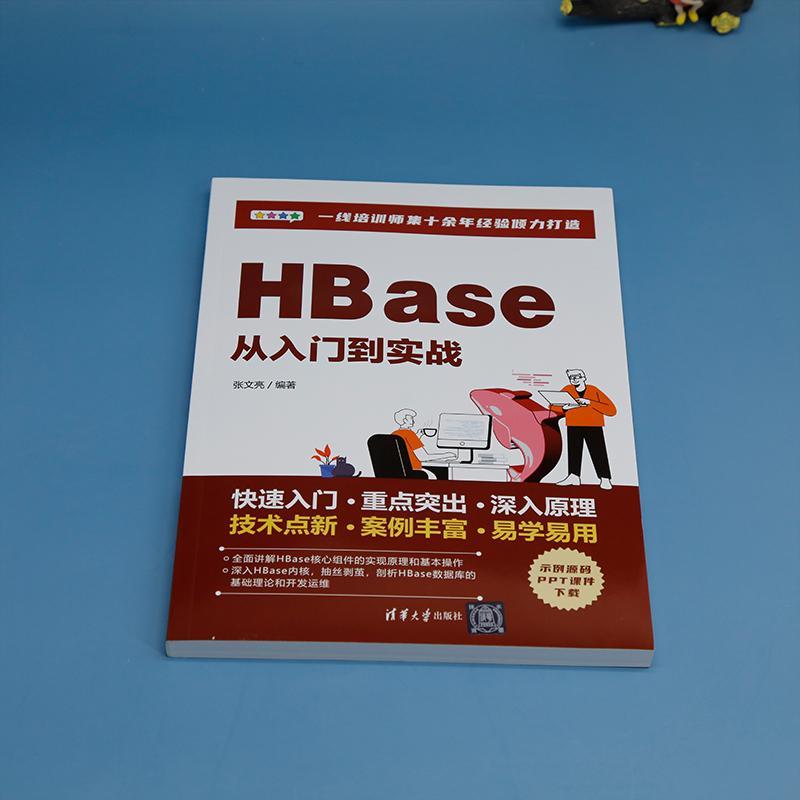 一线培训师集十余年经验倾力打造
HBase
从入门到实战
张文亮 / 编著
快速入门·重点突出·深入原理
技术点新·案例丰富·易学易用
全面讲解HBase核心组件的实现原理和基本操作
深入HBase内核，抽丝剥茧，剖析HBase数据库的
基础理论和开发运维
示例源码
PPT课件
下载
清华大学出版社